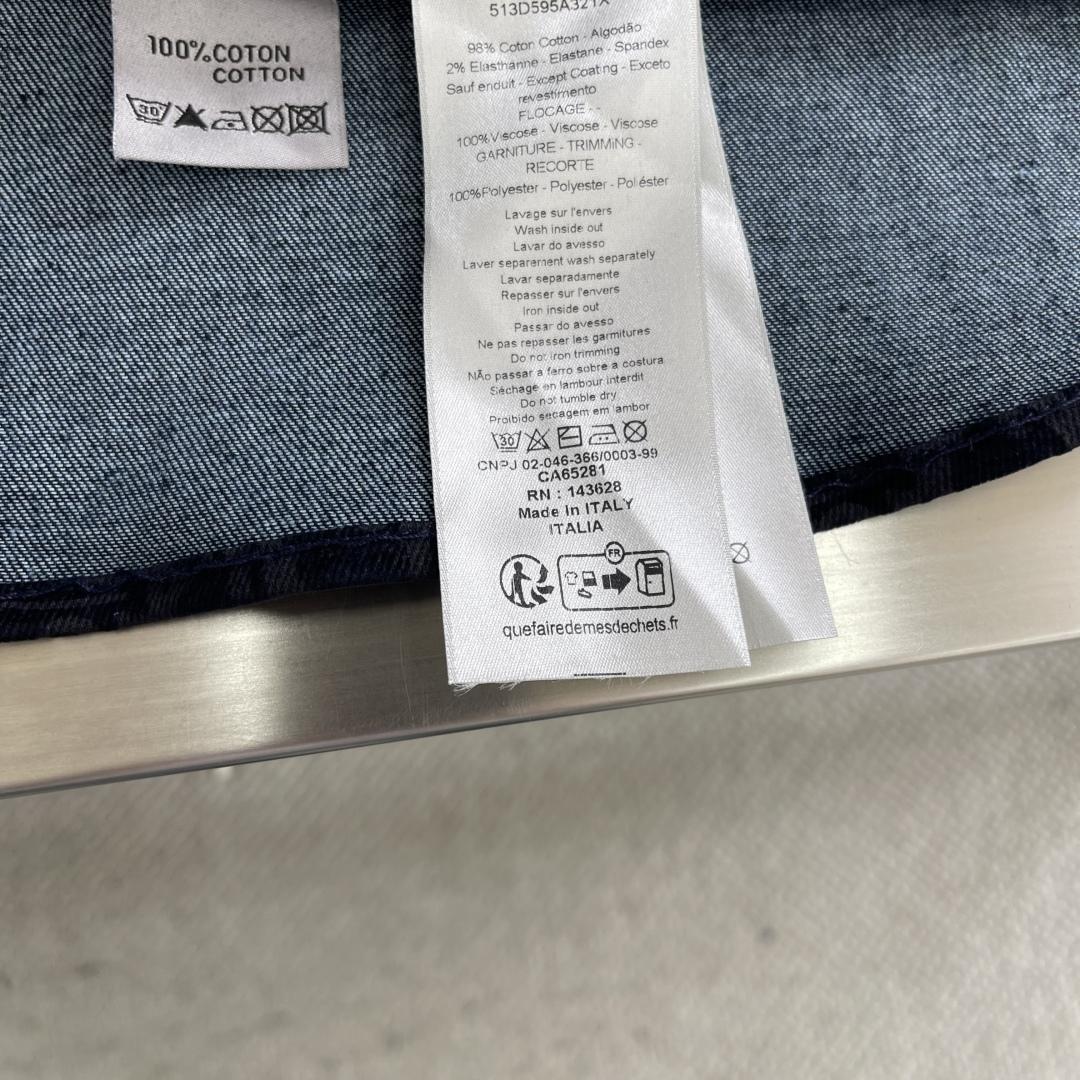 100%COTON
COTTON
30
513D595A321X
98% Coton Cotton - Algodão
2% Elasthanne - Elastane - Spandex
Sauf enduit - Except Coating - Exceto
revestimento
FLOCAGE - -
100%Viscose - Viscose - Viscose
GARNITURE - TRIMMING -
RECORTE
100%Polyester - Polyester - Poliéster
Lavage sur l'envers
Wash inside out
Lavar do avesso
Laver separement wash separately
Lavar separadamente
Repasser sur l'envers
Iron inside out
Passar do avesso
Ne pas repasser les garmitures
Do not iron trimming
NÃo passar a ferro sobre a costura
Séchage en lambour interdit
Do not tumble dry
Proibido secagem em ambor
30
CNPJ 02-046-366/0003-99
CA65281
RN : 143628
Made In ITALY
ITALIA
FR
quefairedemesdechets.fr